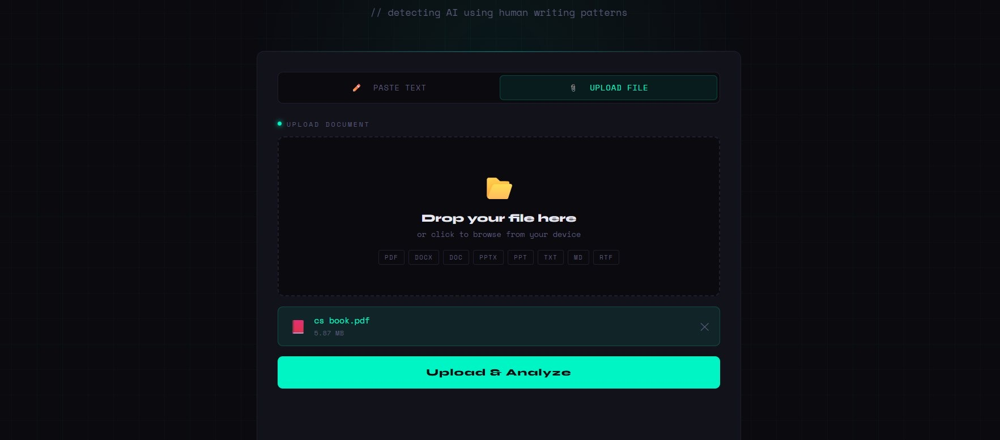 // detecting AI using human writing patterns
PASTE TEXT
UPLOAD FILE
UPLOAD DOCUMENT
Drop your file here
or click to browse from your device
PDF DOCX DOC PPTX PPT TXT MD RTF
cs book.pdf
5.87 MB
Upload & Analyze